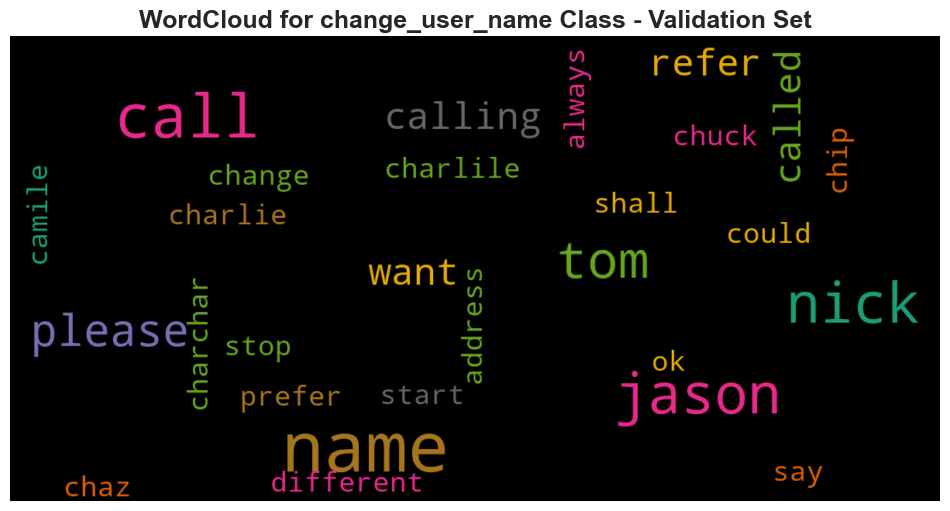 WordCloud for change_user_name Class - Validation Set
always
refer
called
call
calling
chuck
chip
change
charlile
camile
charlie
shall
could
tom
want
nick
please
charchar
address
stop
ok
jason
prefer
start
name
different
say
chaz